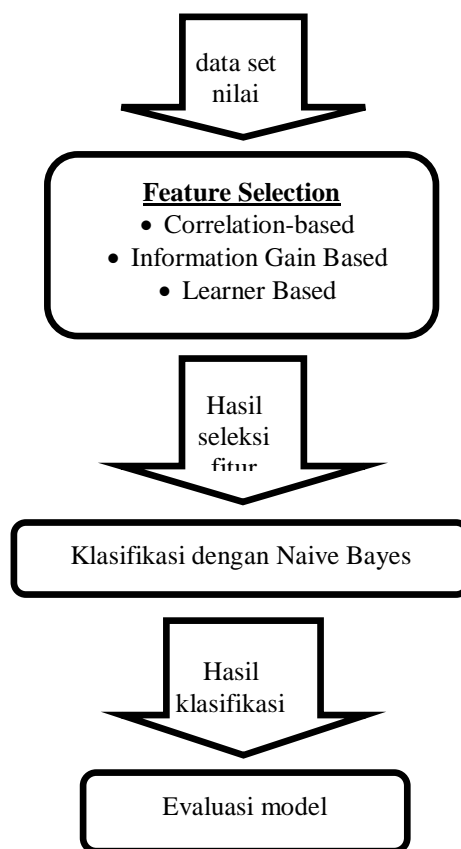 data set
nilai
Feature Selection
• Correlation-based
• Information Gain Based
• Learner Based
Hasil
seleksi
fitur
Klasifikasi dengan Naive Bayes
Hasil
klasifikasi
Evaluasi model